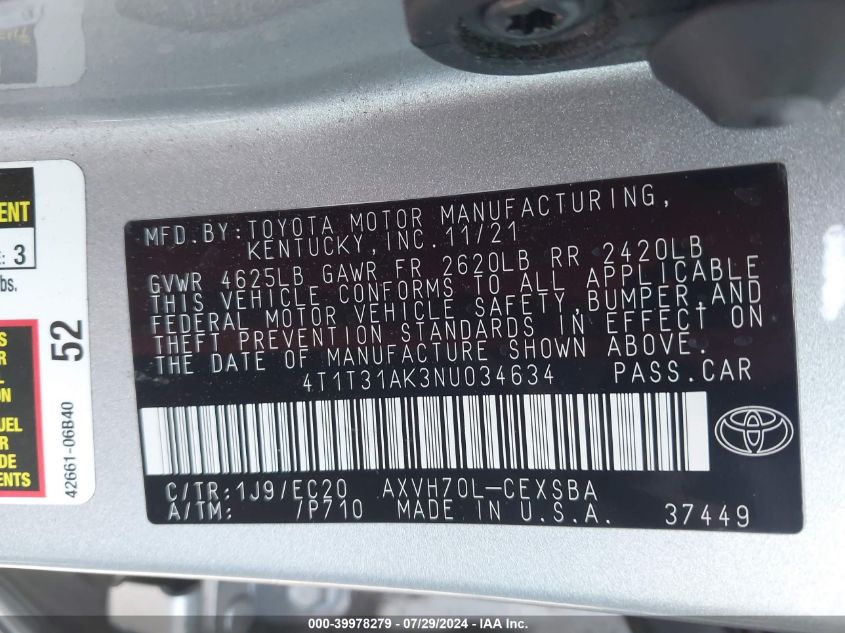 ENT
: 3
bs.
S
UEL
R
DE
ENTS
52
42661-06B40
MFD.BY:TOYOTA MOTOR MANUFACTURING,
KENTUCKY,INC.11/21
GVWR 4625LB GAWR FR 2620LB RR 2420LB
THIS VEHICLE CONFORMS TO ALL APPLICABLE
FEDERAL MOTOR VEHICLE SAFETY,BUMPER,AND
THEFT PREVENTION STANDARDS IN EFFECT ON
THE DATE OF MANUFACTURE SHOWN ABOVE.
4T1T31AK3NU034634 PASS.CAR
C/TR:1J9/EC20 AXVH70L-CEXSBA
A/TM: /P710 MADE IN U.S.A. 37449
000-39978279 - 07/29/2024 - IAA Inc.